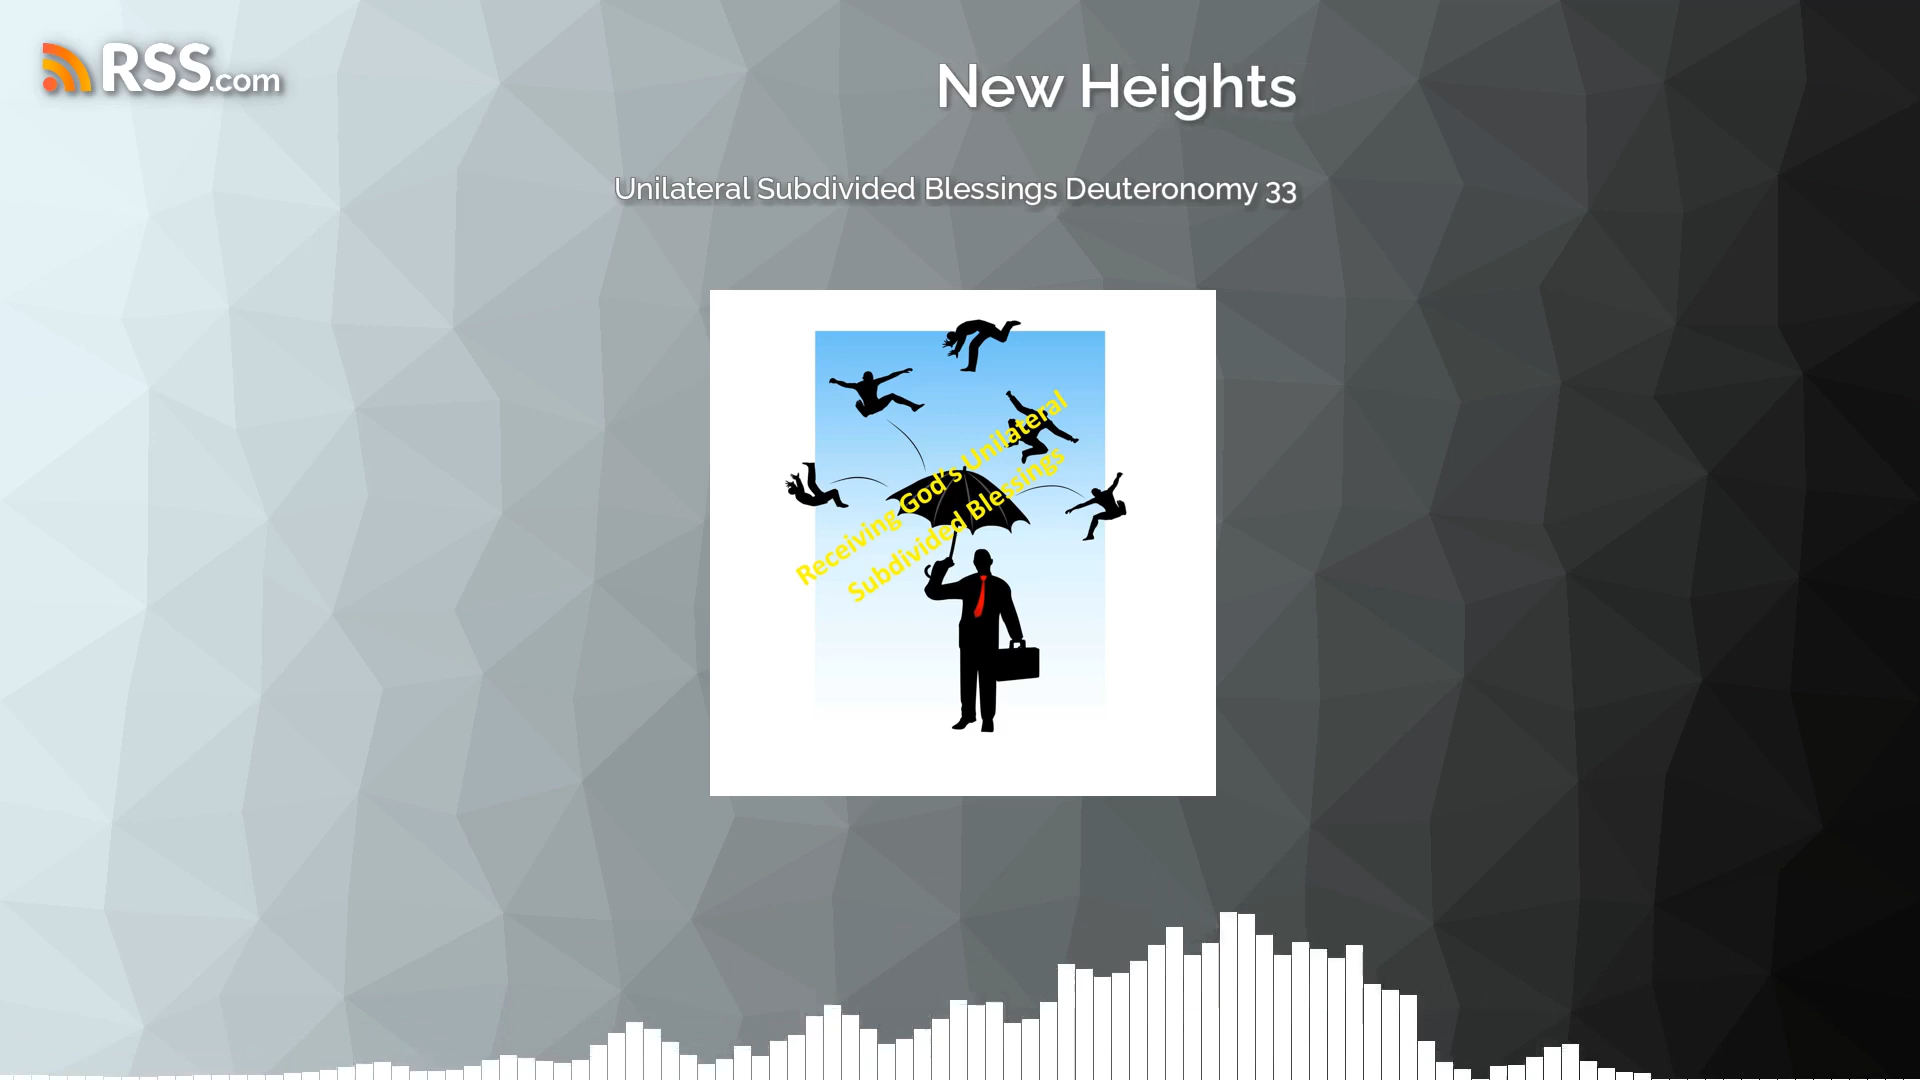 RSS.com
New Heights
Unilateral Subdivided Blessings Deuteronomy 33
Receiving God's Unilateral
Subdivided Blessings